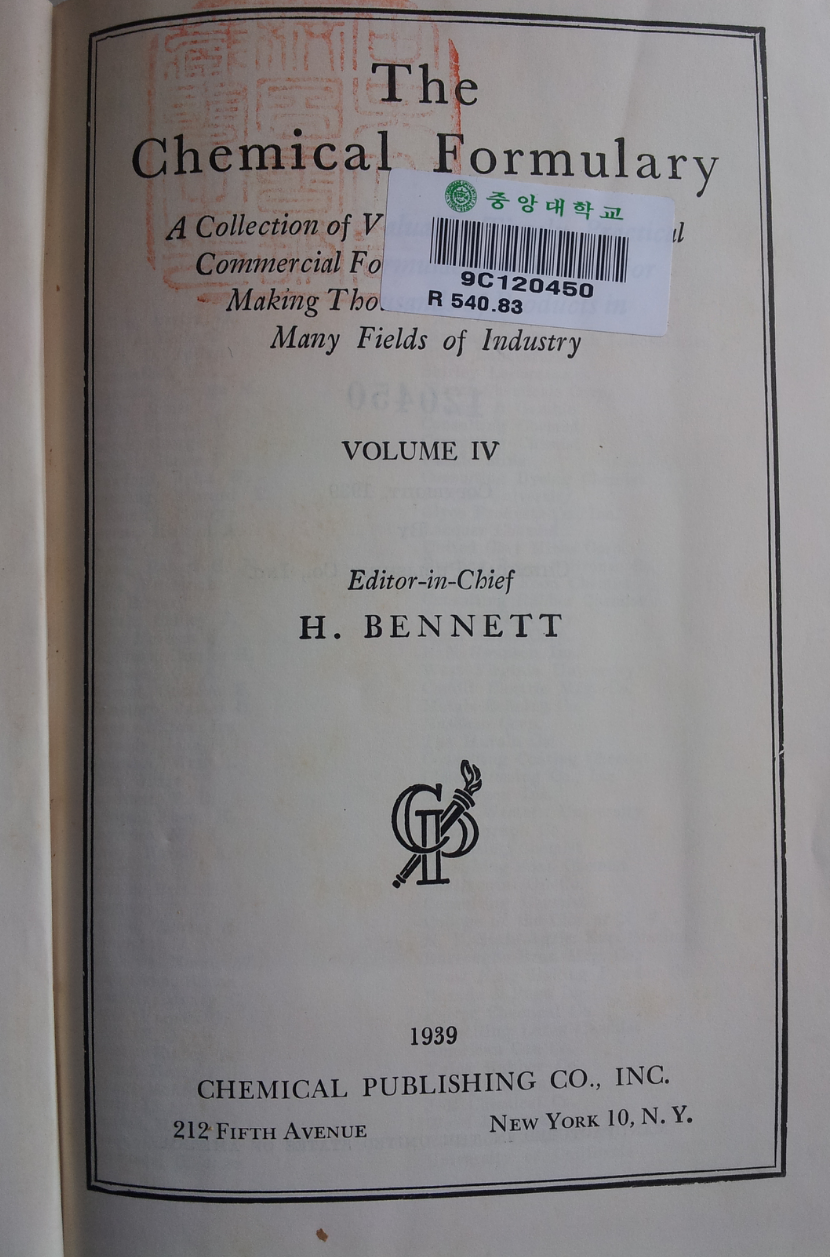 The
Chemical Formulary
A Collection of V
Commercial Fo
Making Tho
Many Fields of Industry
중앙대학교
9C120450
R 540.83
VOLUME IV
Editor-in-Chief
H. BENNETT
1939
CHEMICAL PUBLISHING CO., INC.
212 FIFTH AVENUE NEW YORK 10, N. Y.